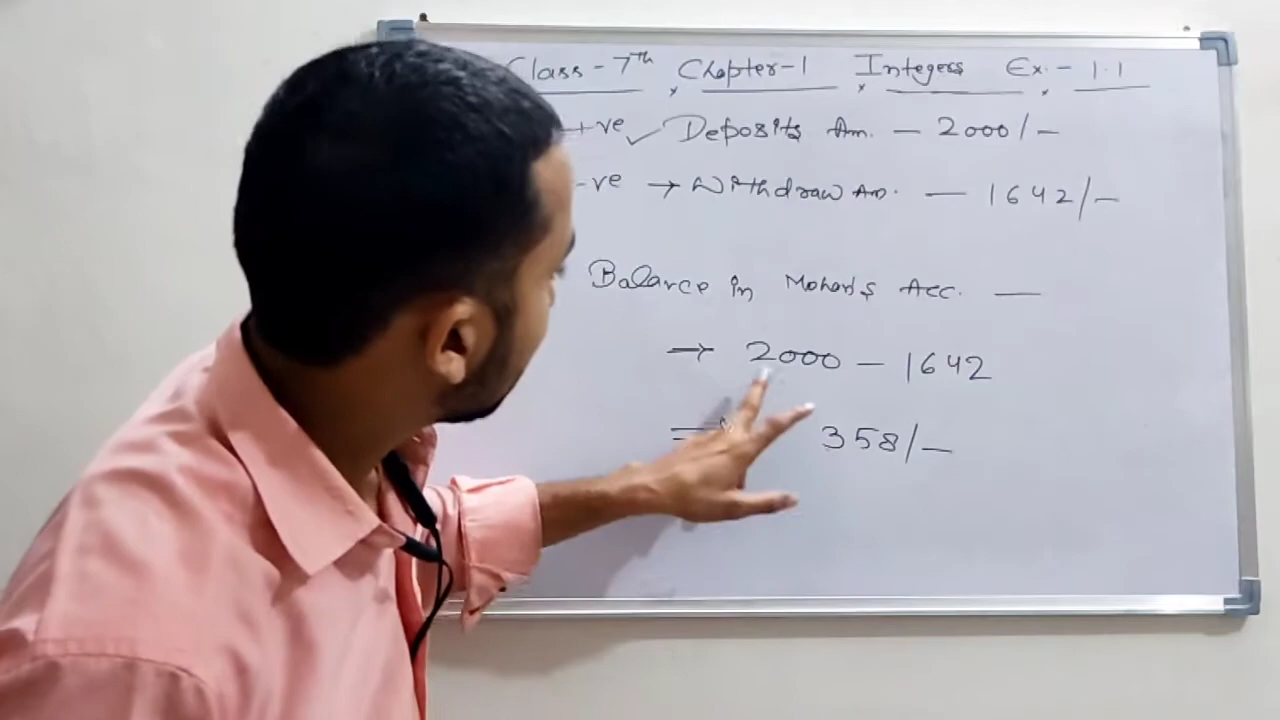 Class - 7th Chapter - 1 Integers Ex. - 1.1
+ve ✓ Deposits Am. - 2000/-
-ve → Withdraw Am. - 1642/-
Balance in Mohan's Acc. -
→ 2000 - 1642
= 358/-